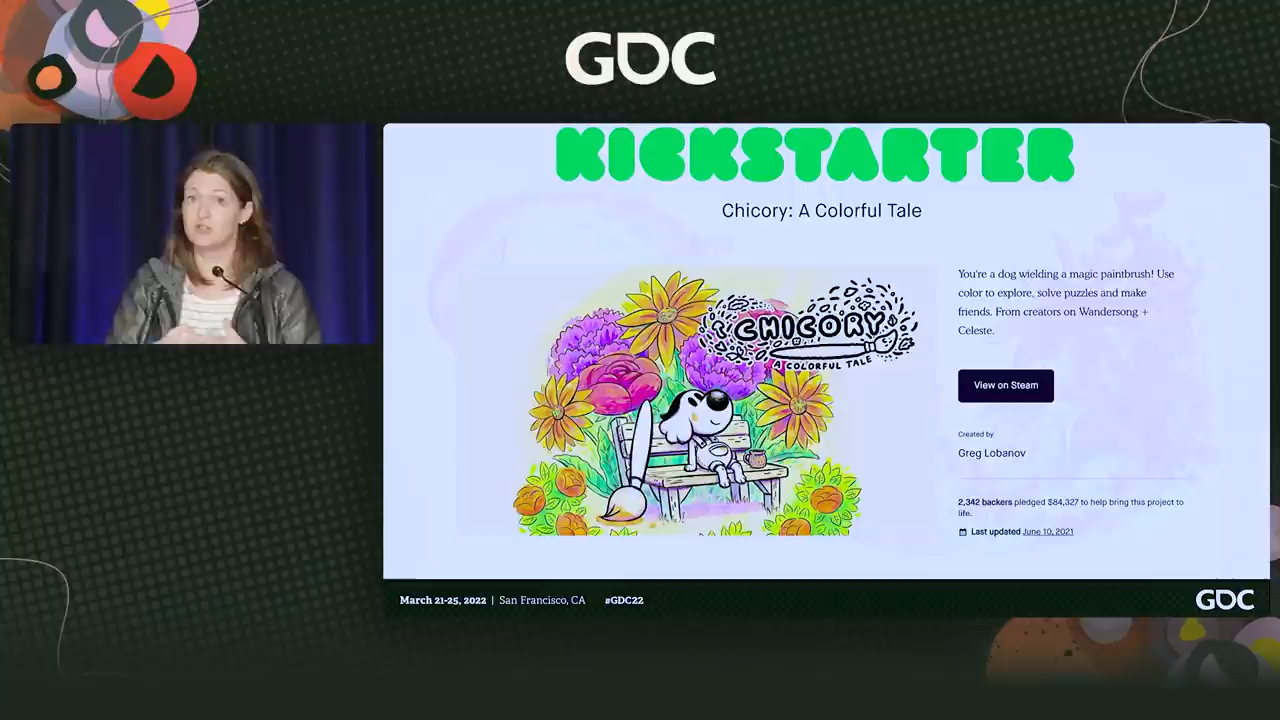 GDC
KICKSTARTER
Chicory: A Colorful Tale
CHICORY
A COLORFUL TALE
You're a dog wielding a magic paintbrush! Use
color to explore, solve puzzles and make
friends. From creators on Wandersong +
Celeste.
View on Steam
Created by
Greg Lobanov
2,342 backers pledged $84,327 to help bring this project to
life.
Last updated June 10, 2021
March 21-25, 2022 | San Francisco, CA #GDC22
GDC